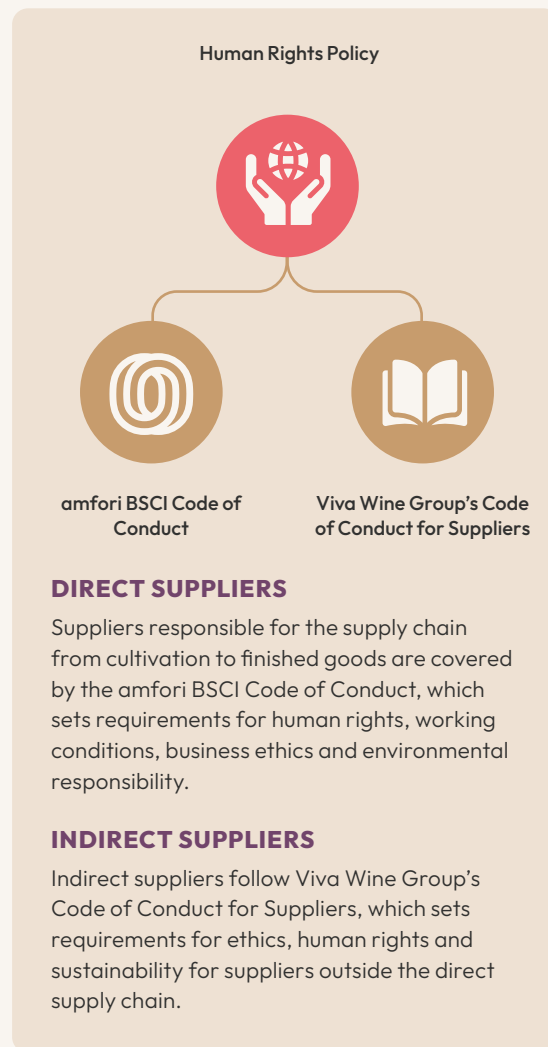 Human Rights Policy
amfori BSCI Code of
Conduct
Viva Wine Group's Code
of Conduct for Suppliers
DIRECT SUPPLIERS
Suppliers responsible for the supply chain
from cultivation to finished goods are covered
by the amfori BSCI Code of Conduct, which
sets requirements for human rights, working
conditions, business ethics and environmental
responsibility.
INDIRECT SUPPLIERS
Indirect suppliers follow Viva Wine Group's
Code of Conduct for Suppliers, which sets
requirements for ethics, human rights and
sustainability for suppliers outside the direct
supply chain.